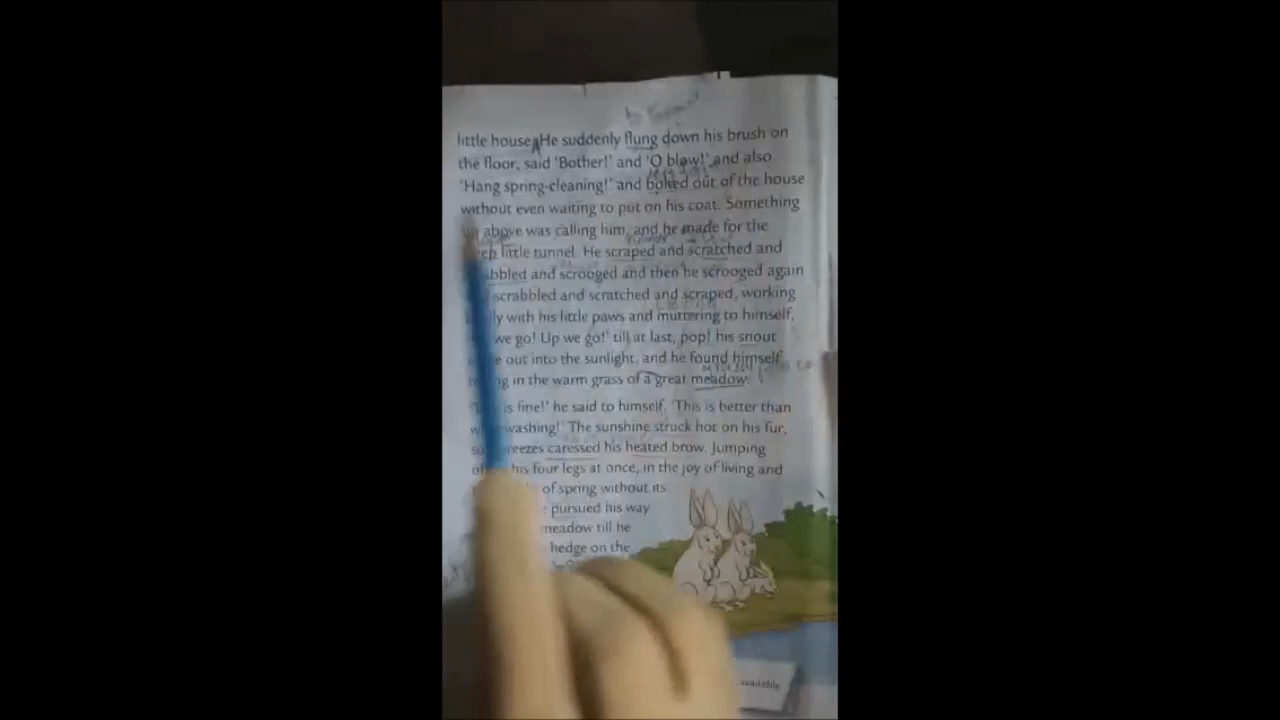 little house. He suddenly flung down his brush on
the floor, said 'Bother!' and 'O blow!' and also
'Hang spring-cleaning!' and bolted out of the house
without even waiting to put on his coat. Something
above was calling him, and he made for the
little tunnel. He scraped and scratched and
and scrooged and then he scrooged again
scrabbled and scratched and scraped, working
with his little paws and muttering to himself,
we go! Up we go!' till at last, pop! his snout
out into the sunlight, and he found himself
in the warm grass of a great meadow.
is fine!' he said to himself. 'This is better than
washing!' The sunshine struck hot on his fur,
breezes caressed his heated brow. Jumping
his four legs at once, in the joy of living and
of spring without its
pursued his way
meadow till he
hedge on the
available